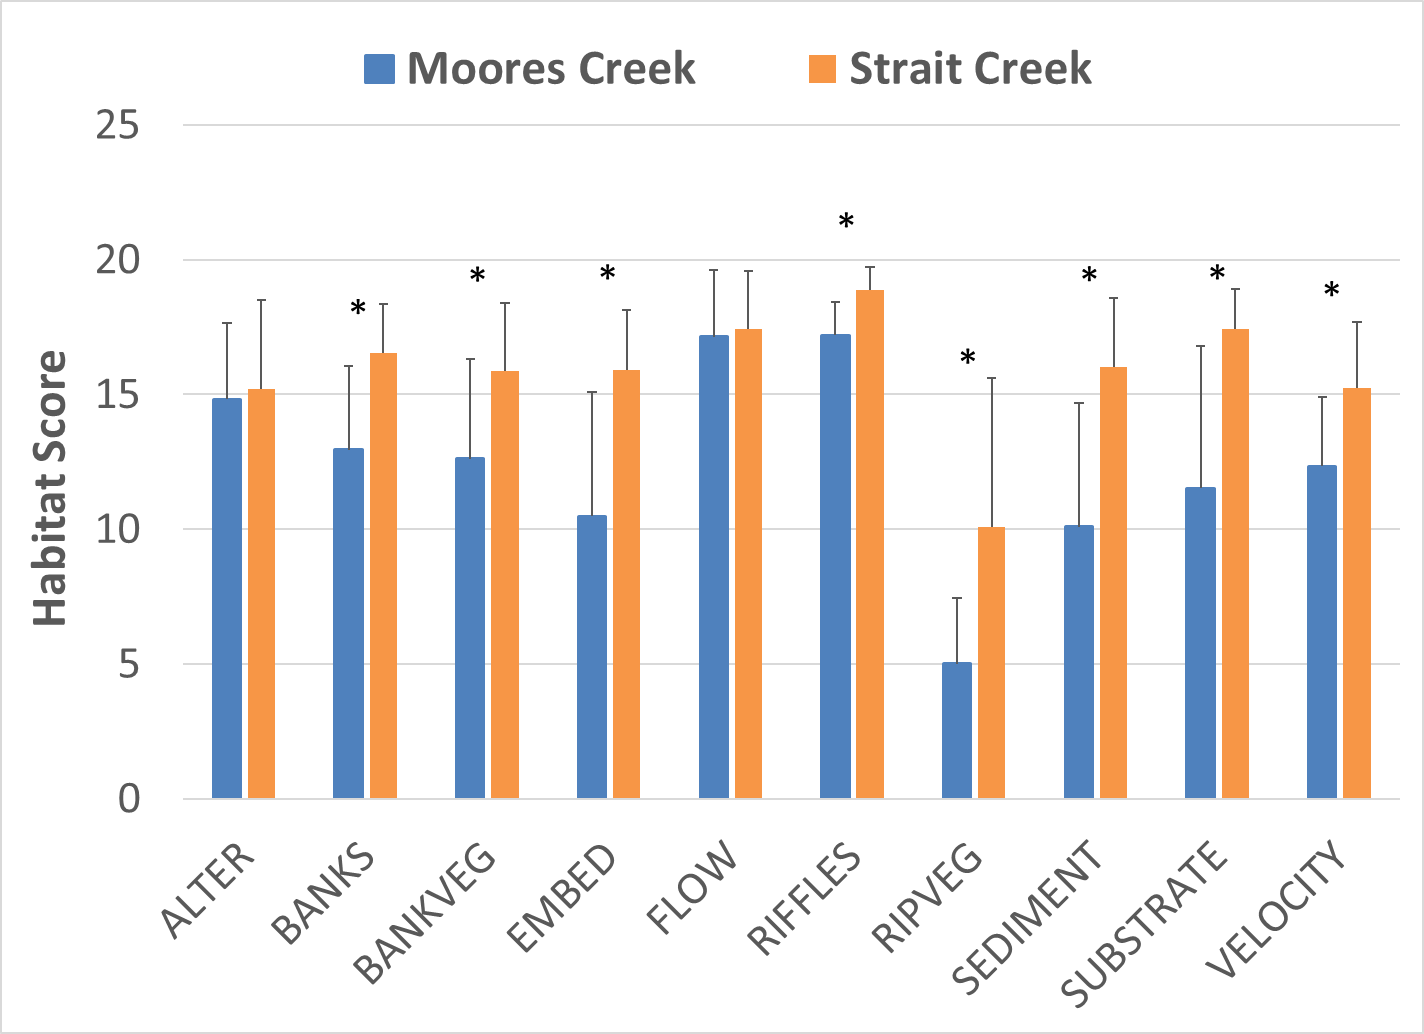 Moores Creek Strait Creek
25
20
15
10
5
0
Habitat Score
* * * * * * * *
ALTER BANKS BANKVEG EMBED FLOW RIFFLES RIPVEG SEDIMENT SUBSTRATE VELOCITY